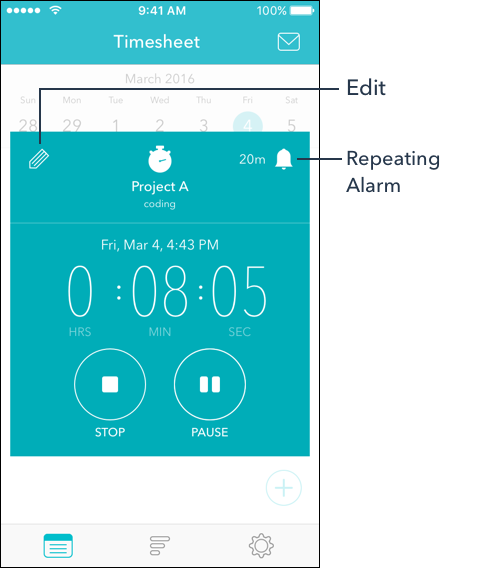 9:41 AM 100%
Timesheet
March 2016
Sun Mon Tue Wed Thu Fri Sat
28 29 1 2 3 4 5
Edit
20m
Project A
coding
Repeating
Alarm
Fri, Mar 4, 4:43 PM
0 : 08 : 05
HRS MIN SEC
STOP PAUSE